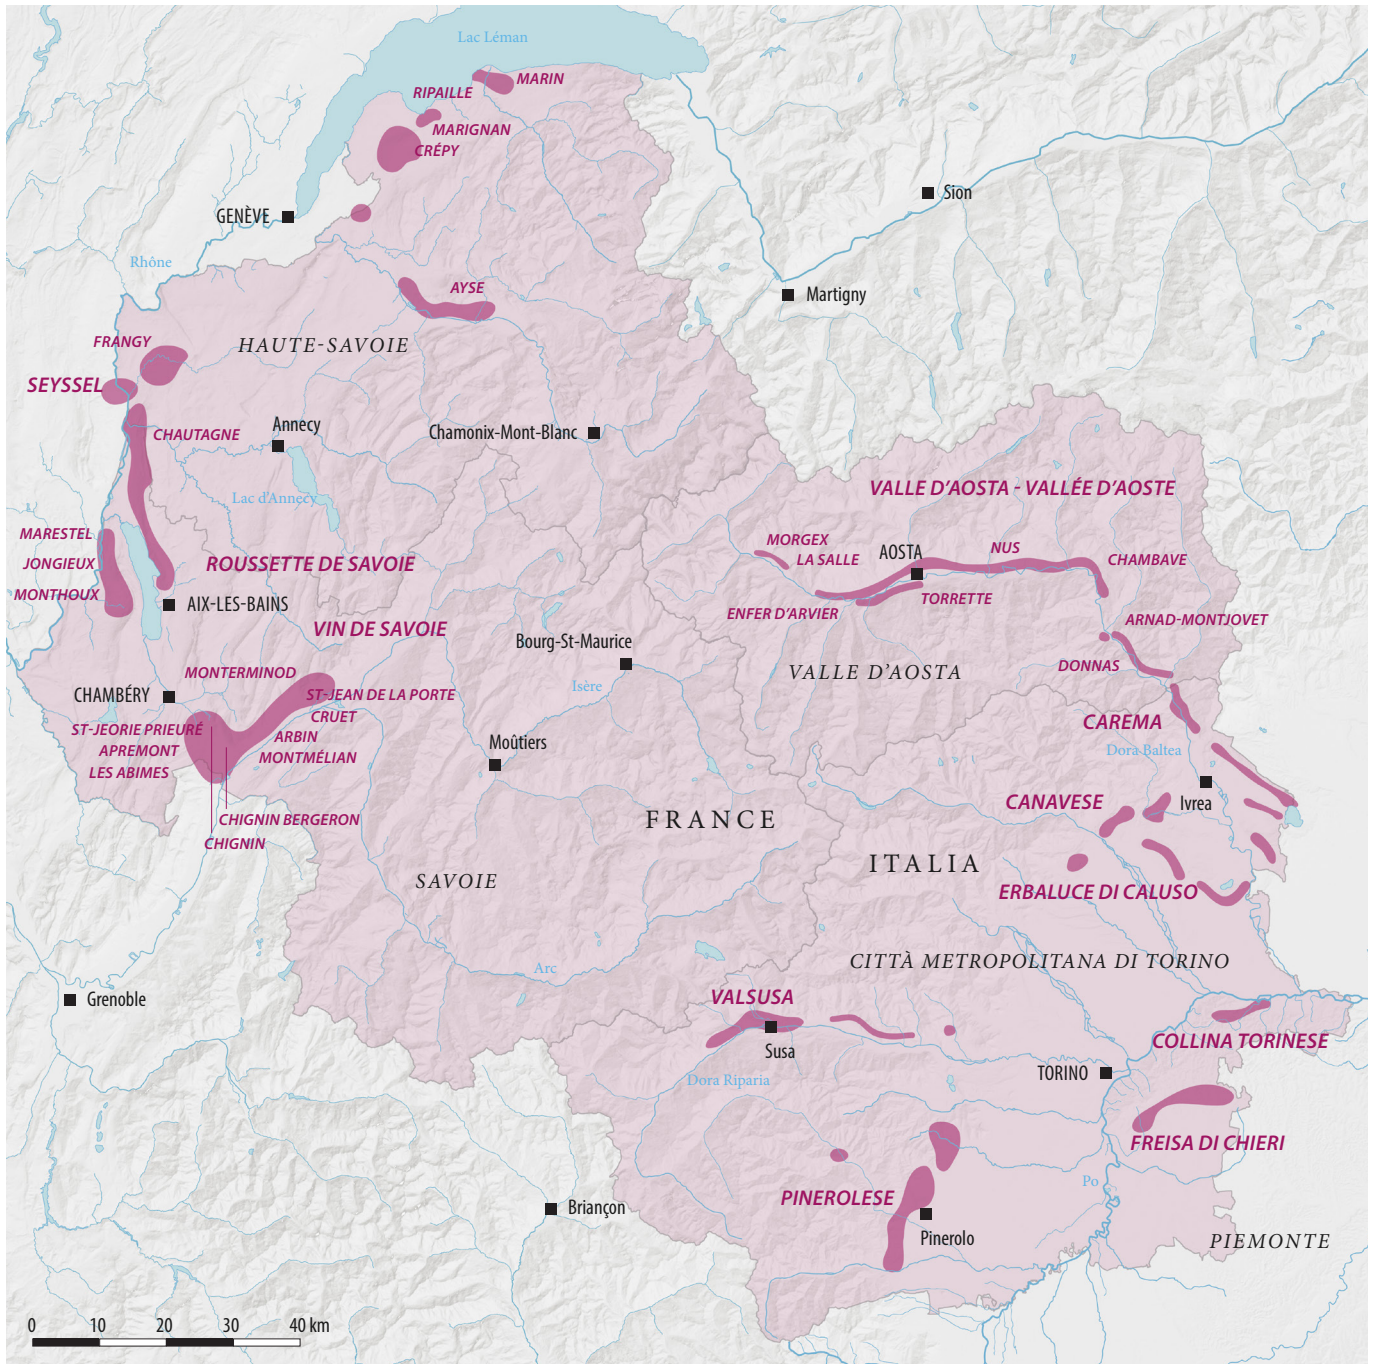 Lac Léman
MARIN
RIPAILLE
MARIGNAN
CRÉPY
Sion
GENÈVE
Rhône
AYSE
Martigny
FRANGY
HAUTE-SAVOIE
SEYSSEL
Annecy
CHAUTAGNE
Chamonix-Mont-Blanc
VALLE D'AOSTA - VALLÉE D'AOSTE
Lac d'Annecy
MARESTEL
MORGEX
LA SALLE
AOSTA
NUS
CHAMBAVE
JONGIEUX
ROUSSETTE DE SAVOIE
MONTHOUX
AIX-LES-BAINS
TORRETTE
ENFER D'ARVIER
ARNAD-MONTJOVET
VIN DE SAVOIE
Bourg-St-Maurice
DONNAS
MONTERMINOD
VALLE D'AOSTA
Isère
CHAMBÉRY
ST-JEAN DE LA PORTE
CRUET
CAREMA
ST-JEORIE PRIEURÉ
ARBIN
APREMONT
MONTMÉLIAN
LES ABIMES
Moûtiers
Dora Baltea
CANAVESE
Ivrea
CHIGNIN BERGERON
CHIGNIN
FRANCE
ITALIA
SAVOIE
ERBALUCE DI CALUSO
CITTÀ METROPOLITANA DI TORINO
Arc
Grenoble
VALSUSA
Susa
COLLINA TORINESE
TORINO
Dora Riparia
FREISA DI CHIERI
Po
PINEROLESE
Briançon
Pinerolo
PIEMONTE
0 10 20 30 40 km